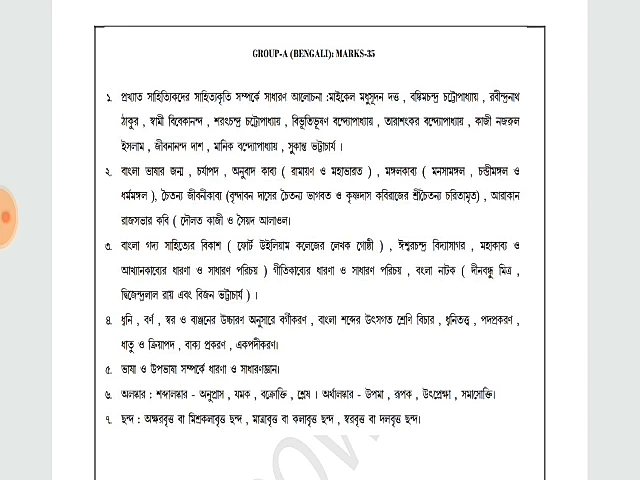 GROUP-A (BENGALI): MARKS-35
১. প্রখ্যাত সাহিত্যিকদের সাহিত্যকৃতি সম্পর্কে সাধারণ আলোচনা :মাইকেল মধুসূদন দত্ত , বঙ্কিমচন্দ্র চট্টোপাধ্যায় , রবীন্দ্রনাথ
ঠাকুর , স্বামী বিবেকানন্দ , শরৎচন্দ্র চট্টোপাধ্যায় , বিভূতিভূষণ বন্দ্যোপাধ্যায় , তারাশংকর বন্দ্যোপাধ্যায় , কাজী নজরুল
ইসলাম , জীবনানন্দ দাশ , মানিক বন্দ্যোপাধ্যায় , সুকান্ত ভট্টাচার্য ।
২. বাংলা ভাষার জন্ম , চর্যাপদ , অনুবাদ কাব্য ( রামায়ণ ও মহাভারত ) , মঙ্গলকাব্য ( মনসামঙ্গল , চন্ডীমঙ্গল ও
ধর্মমঙ্গল ), চৈতন্য জীবনীকাব্য (বৃন্দাবন দাসের চৈতন্য ভাগবত ও কৃষ্ণদাস কবিরাজের শ্রীচৈতন্য চরিতামৃত) , আরাকান
রাজসভার কবি ( দৌলত কাজী ও সৈয়দ আলাওল।
৩. বাংলা গদ্য সাহিত্যের বিকাশ ( ফোর্ট উইলিয়াম কলেজের লেখক গোষ্ঠী ) , ঈশ্বরচন্দ্র বিদ্যাসাগর , মহাকাব্য ও
আখ্যানকাব্যের ধারণা ও সাধারণ পরিচয় ) গীতিকাব্যের ধারণা ও সাধারণ পরিচয় , বংলা নাটক ( দীনবন্ধু মিত্র ,
দ্বিজেন্দ্রলাল রায় এবং বিজন ভট্টাচার্য ) ।
৪. ধ্বনি , বর্ণ , স্বর ও ব্যঞ্জনের উচ্চারণ অনুসারে বর্গীকরণ , বাংলা শব্দের উৎসগত শ্রেণি বিচার , ধ্বনিতত্ত্ব , পদপ্রকরণ ,
ধাতু ও ক্রিয়াপদ , বাক্য প্রকরণ , একপদীকরণ।
৫. ভাষা ও উপভাষা সম্পর্কে ধারণা ও সাধারণজ্ঞান।
৬. অলঙ্কার : শব্দালঙ্কার - অনুপ্রাস , যমক , বক্রোক্তি , শ্লেষ । অর্থালঙ্কার - উপমা , রূপক , উৎপ্রেক্ষা , সমাসোক্তি।
৭. ছন্দ : অক্ষরবৃত্ত বা মিশ্রকলাবৃত্ত ছন্দ , মাত্রাবৃত্ত বা কলাবৃত্ত ছন্দ , স্বরবৃত্ত বা দলবৃত্ত ছন্দ।